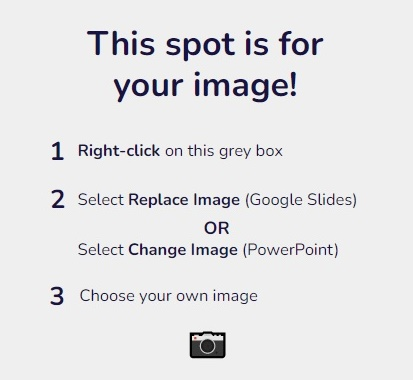 This spot is for
your image!
1 Right-click on this grey box
2 Select Replace Image (Google Slides)
OR
Select Change Image (PowerPoint)
3 Choose your own image